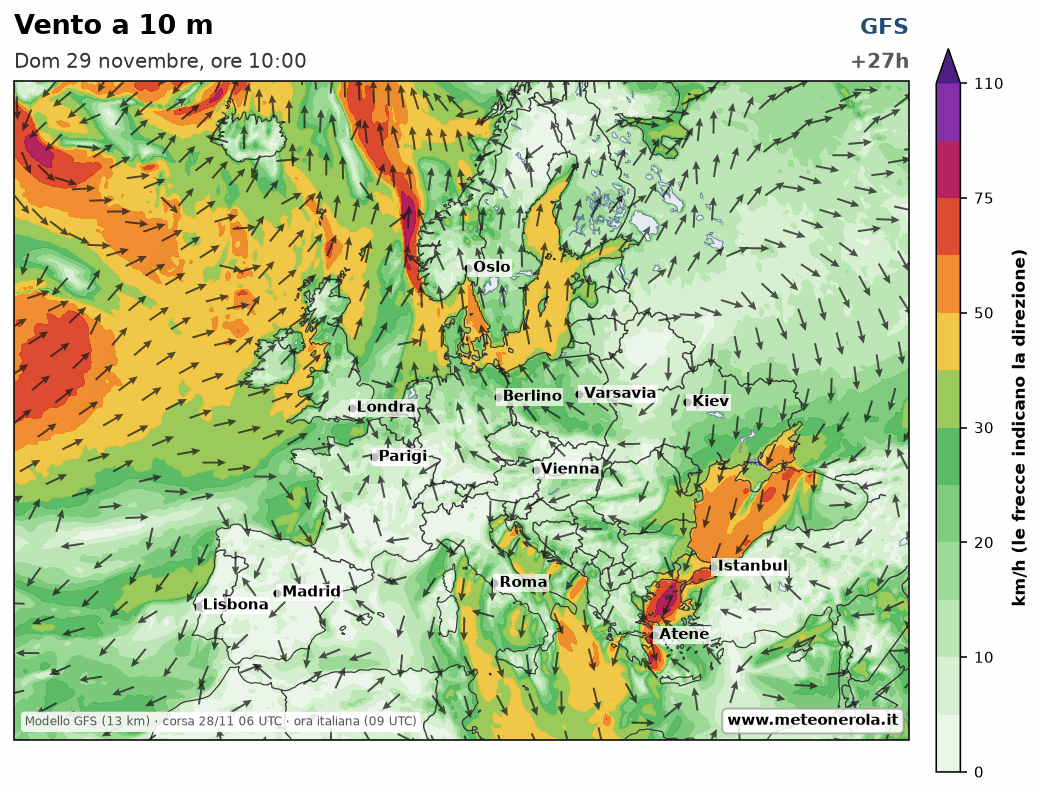 Vento a 10 m
GFS
Dom 29 novembre, ore 10:00
+27h
110
75
50
30
20
10
0
km/h (le frecce indicano la direzione)
Oslo
Berlino
Varsavia
Kiev
Londra
Parigi
Vienna
Istanbul
Roma
Madrid
Lisbona
Atene
Modello GFS (13 km) · corsa 28/11 06 UTC · ora italiana (09 UTC)
www.meteonerola.it